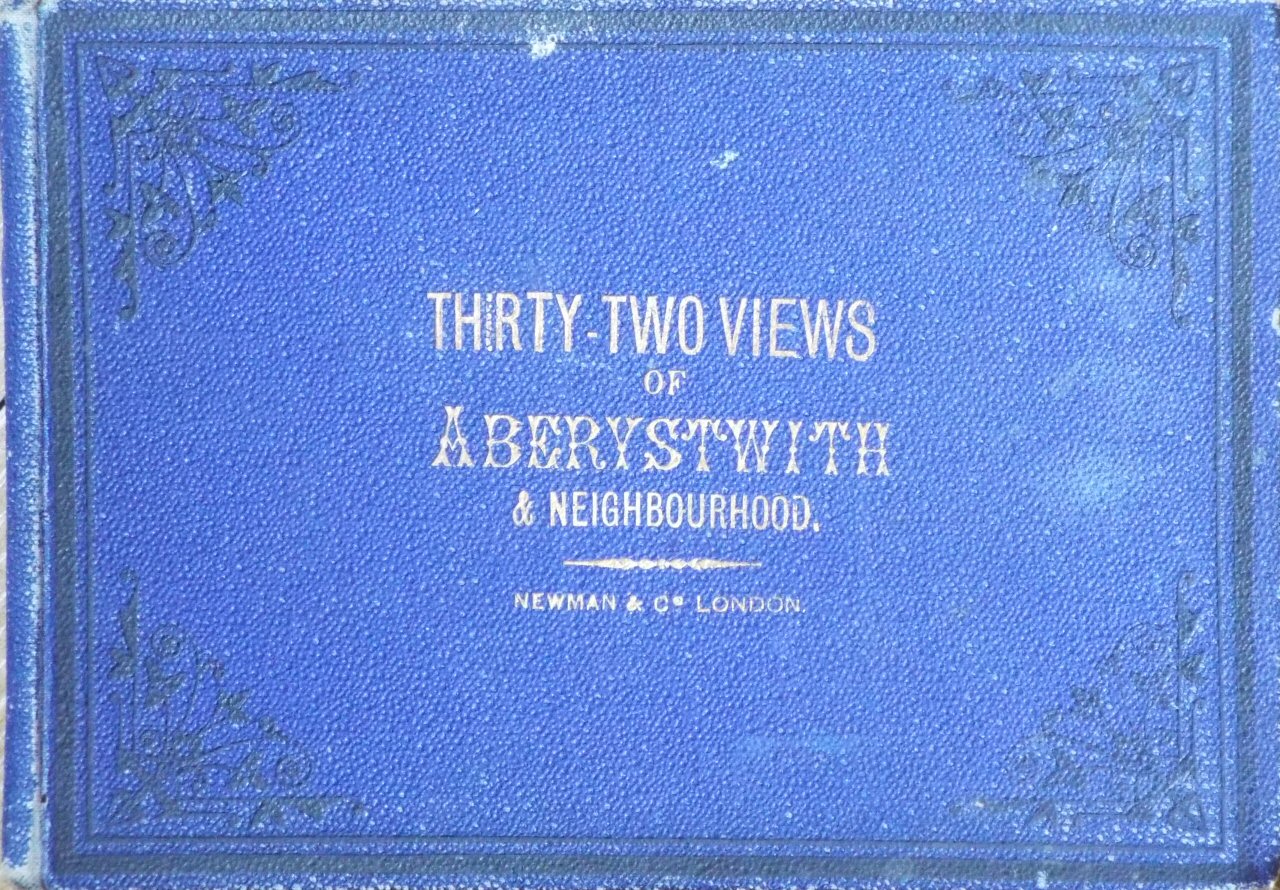 THIRTY-TWO VIEWS
OF
ABERYSTWITH
& NEIGHBOURHOOD.
NEWMAN & Co LONDON.